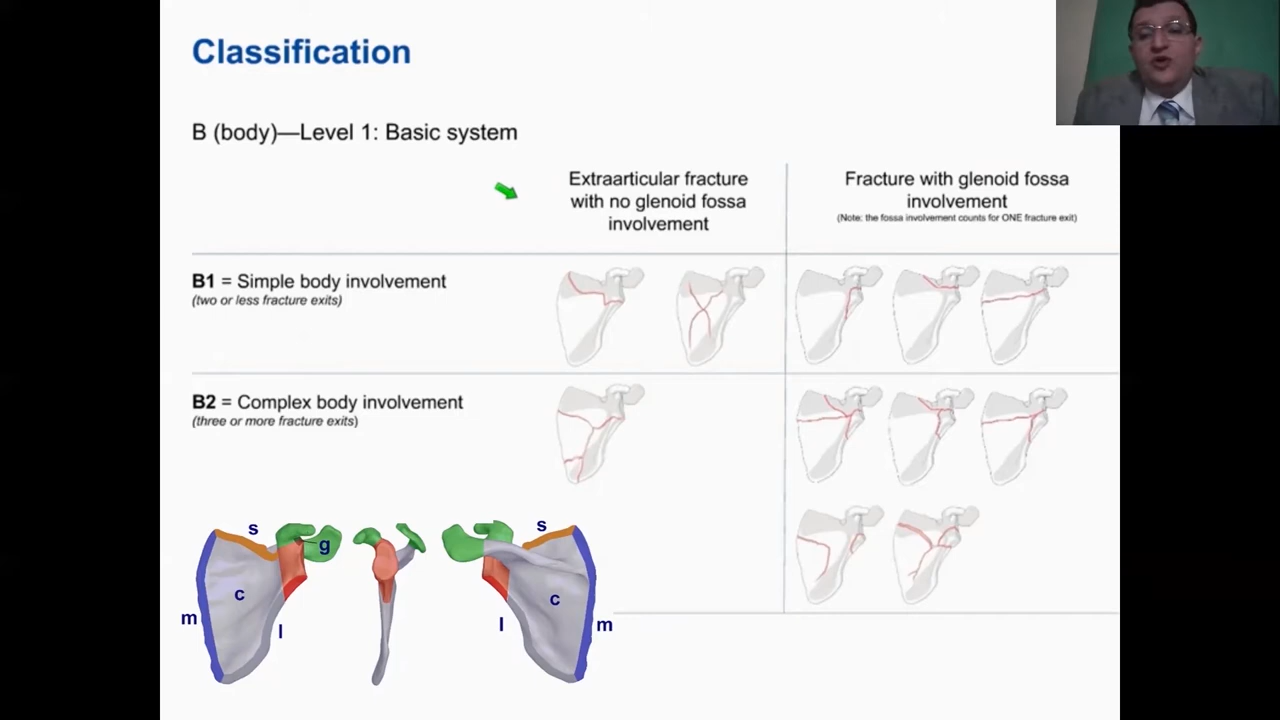 Classification
B (body)—Level 1: Basic system
Extraarticular fracture
with no glenoid fossa
involvement
Fracture with glenoid fossa
involvement
(Note: the fossa involvement counts for ONE fracture exit)
B1 = Simple body involvement
(two or less fracture exits)
B2 = Complex body involvement
(three or more fracture exits)
s
g
c
m
l
s
c
l
m